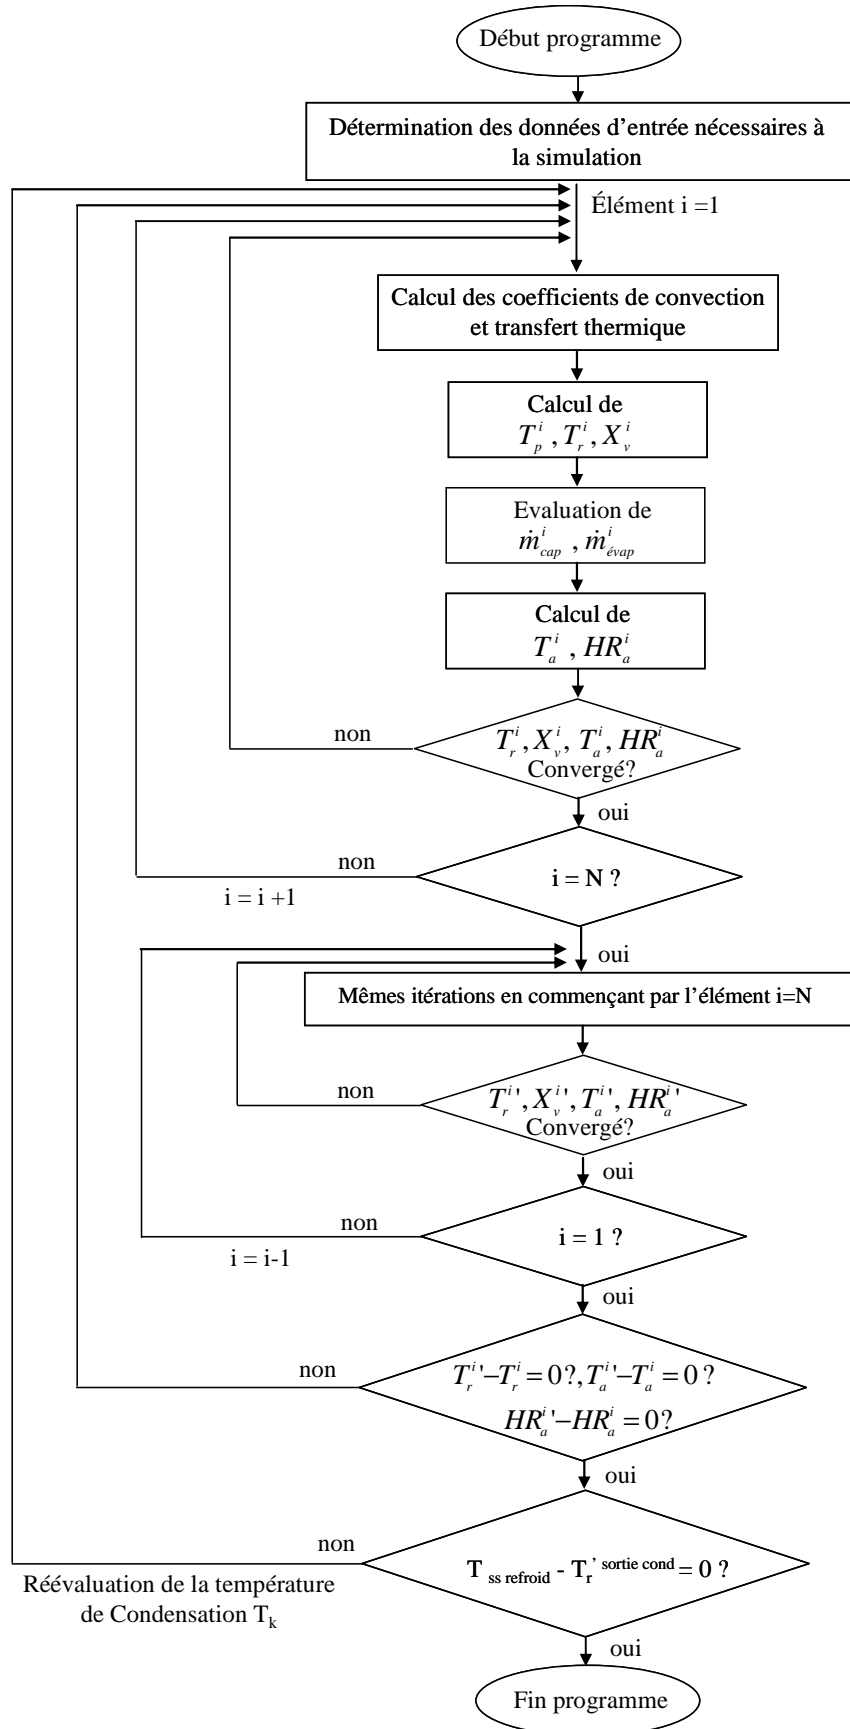 Début programme
Détermination des données d'entrée nécessaires à
la simulation
Élément i =1
Calcul des coefficients de convection
et transfert thermique
Calcul de
T_p^i , T_r^i , X_v^i
Evaluation de
ṁ_cap^i , ṁ_évap^i
Calcul de
T_a^i , HR_a^i
non
T_r^i , X_v^i, T_a^i , HR_a^i
Convergé?
oui
non
i = N ?
i = i +1
oui
Mêmes itérations en commençant par l'élément i=N
non
T_r^i', X_v^i', T_a^i', HR_a^i'
Convergé?
oui
non
i = 1 ?
i = i-1
oui
non
T_r^i'–T_r^i = 0?, T_a^i'–T_a^i = 0 ?
HR_a^i'–HR_a^i = 0?
oui
non
T ss refroid - T_r' sortie cond = 0 ?
Réévaluation de la température
de Condensation T_k
oui
Fin programme